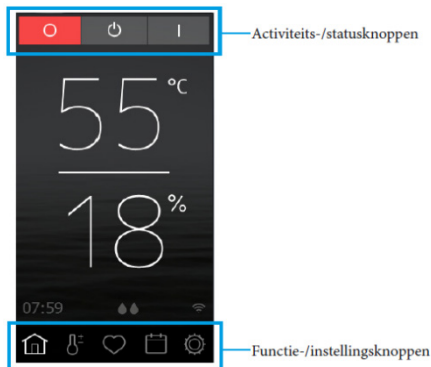 Activiteits-/statusknoppen
55 °C
18 %
07:59
Functie-/instellingsknoppen